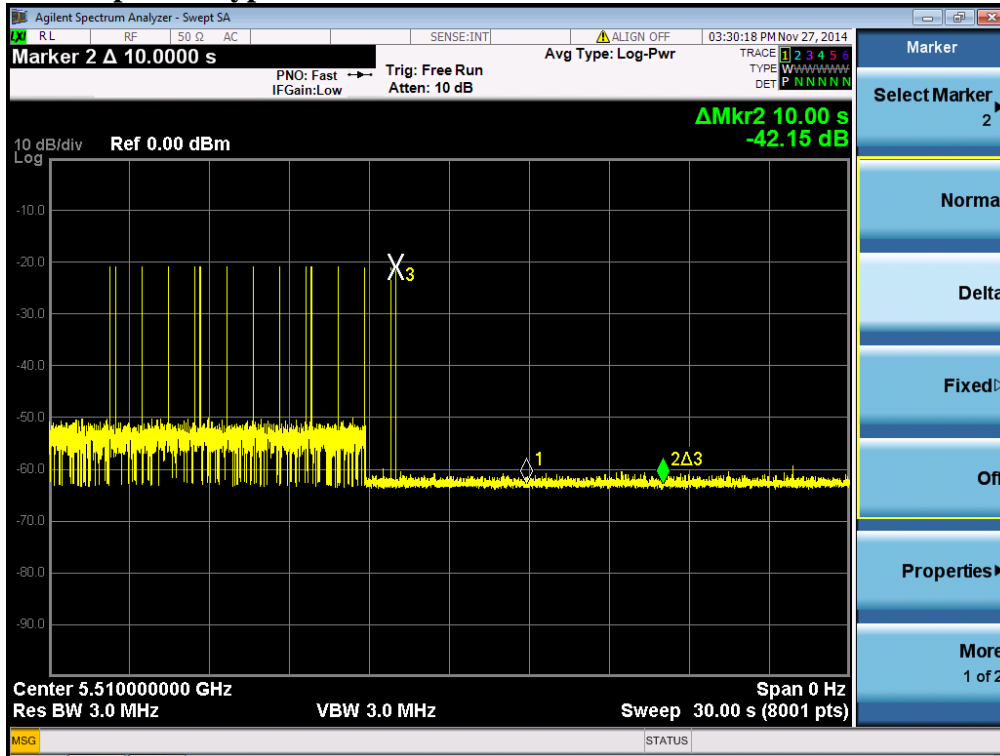 Agilent Spectrum Analyzer - Swept SA
LXI RL RF 50 Ω AC SENSE:INT ALIGN OFF 03:30:18 PM Nov 27, 2014
Marker 2 Δ 10.0000 s
PNO: Fast
IFGain:Low
Trig: Free Run
Atten: 10 dB
Avg Type: Log-Pwr
TRACE 1 2 3 4 5 6
TYPE WWWWWW
DET P N N N N N
ΔMkr2 10.00 s
-42.15 dB
10 dB/div Ref 0.00 dBm
Log
-10.0
-20.0
-30.0
-40.0
-50.0
-60.0
-70.0
-80.0
-90.0
X3
1
2Δ3
Center 5.510000000 GHz Span 0 Hz
Res BW 3.0 MHz VBW 3.0 MHz Sweep 30.00 s (8001 pts)
MSG STATUS
Marker
Select Marker
2
Norma
Delta
Fixed
Off
Properties
More
1 of 2